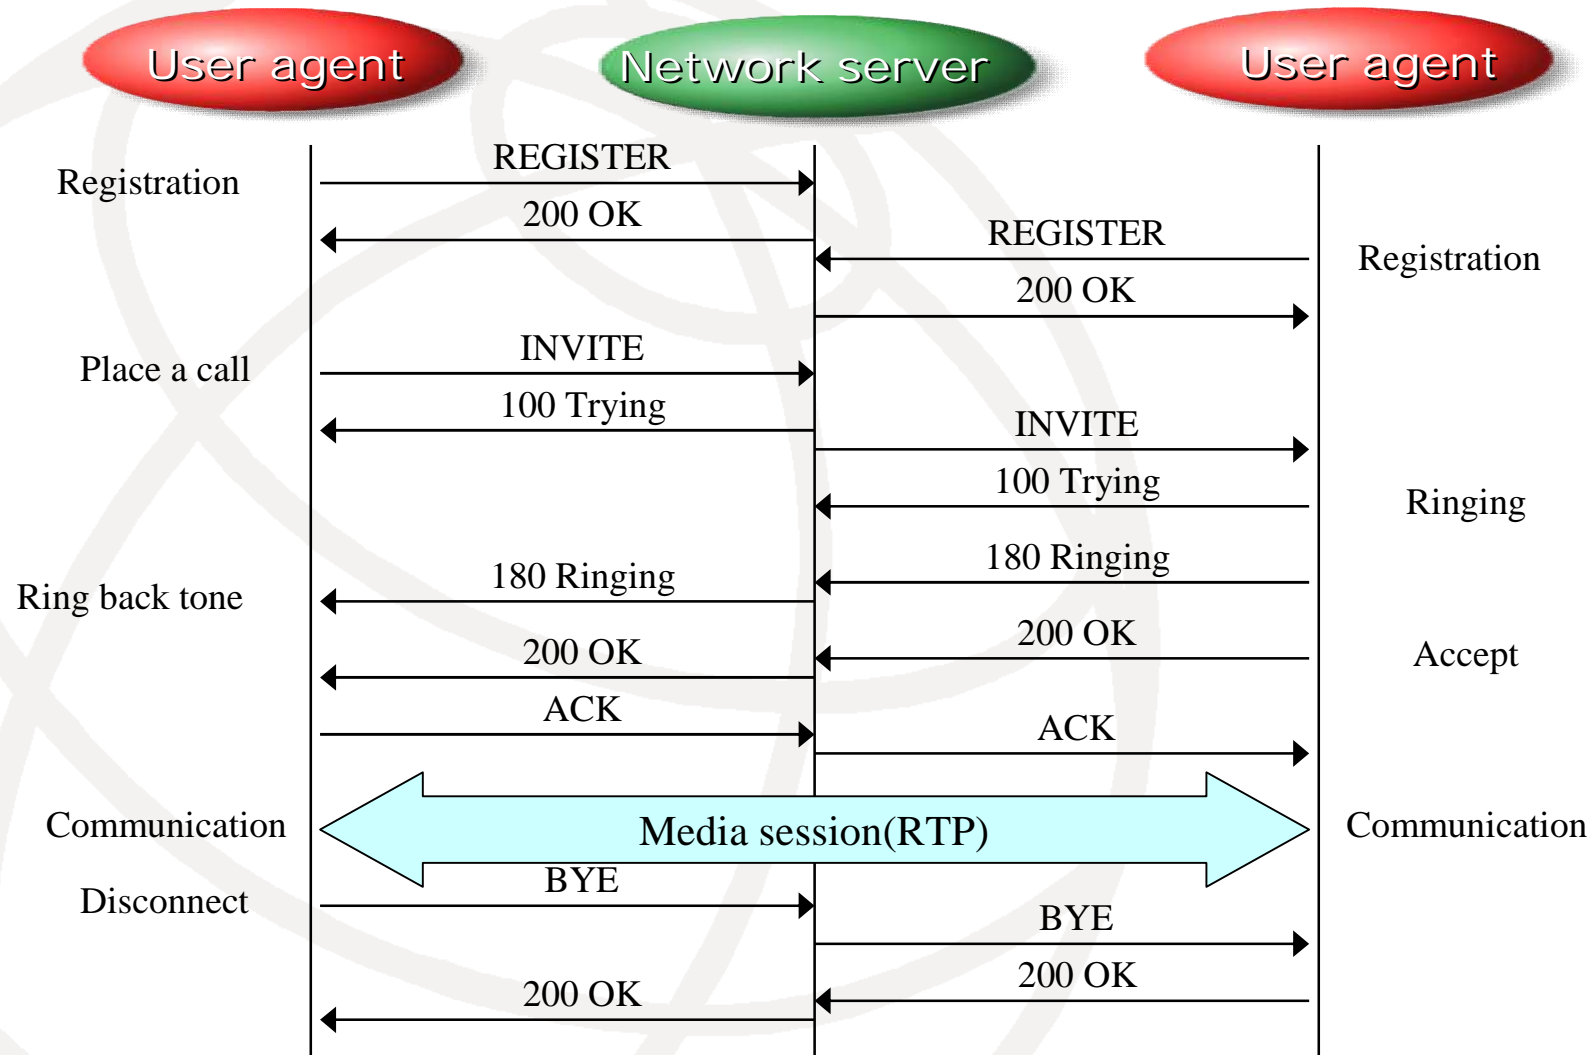 User agent
Network server
User agent
REGISTER
Registration
200 OK
REGISTER
Registration
200 OK
INVITE
Place a call
100 Trying
INVITE
100 Trying
Ringing
180 Ringing
180 Ringing
Ring back tone
200 OK
200 OK
Accept
ACK
ACK
Communication
Media session(RTP)
Communication
BYE
Disconnect
BYE
200 OK
200 OK